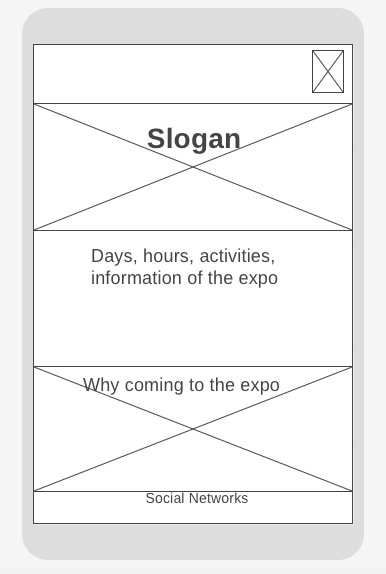 Slogan
Days, hours, activities,
information of the expo
Why coming to the expo
Social Networks